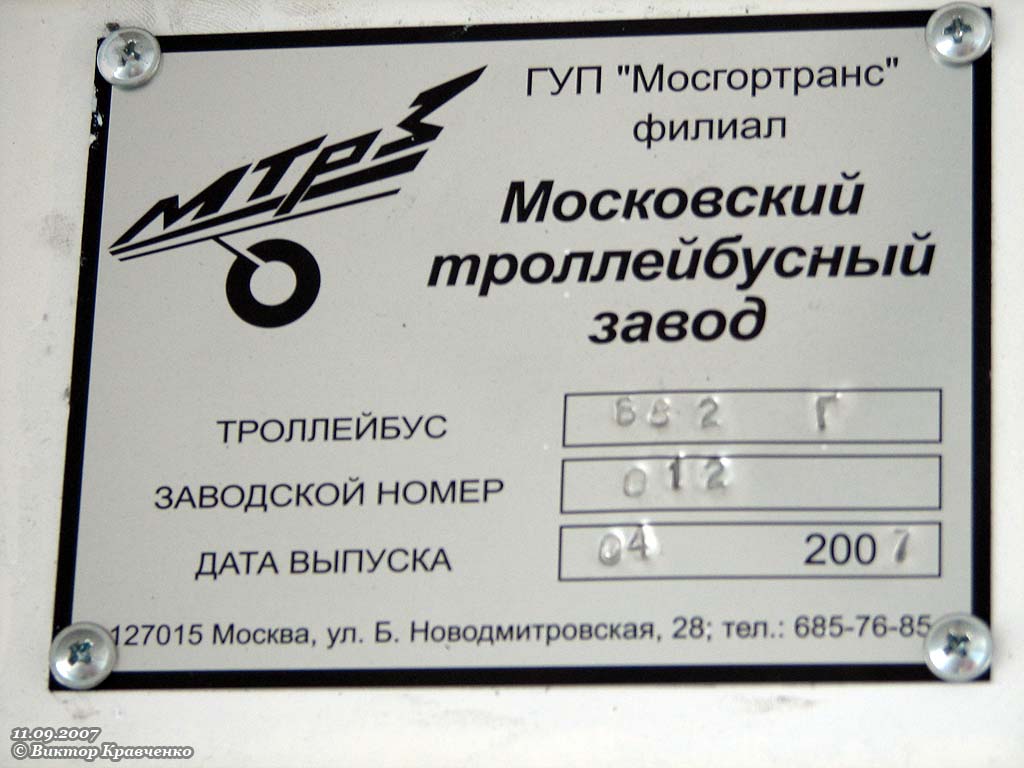 МТРЗ
ГУП "Мосгортранс"
филиал
Московский
троллейбусный
завод
ТРОЛЛЕЙБУС 682 Г
ЗАВОДСКОЙ НОМЕР 012
ДАТА ВЫПУСКА 04 2007
127015 Москва, ул. Б. Новодмитровская, 28; тел.: 685-76-85
11.09.2007
© Виктор Кравченко